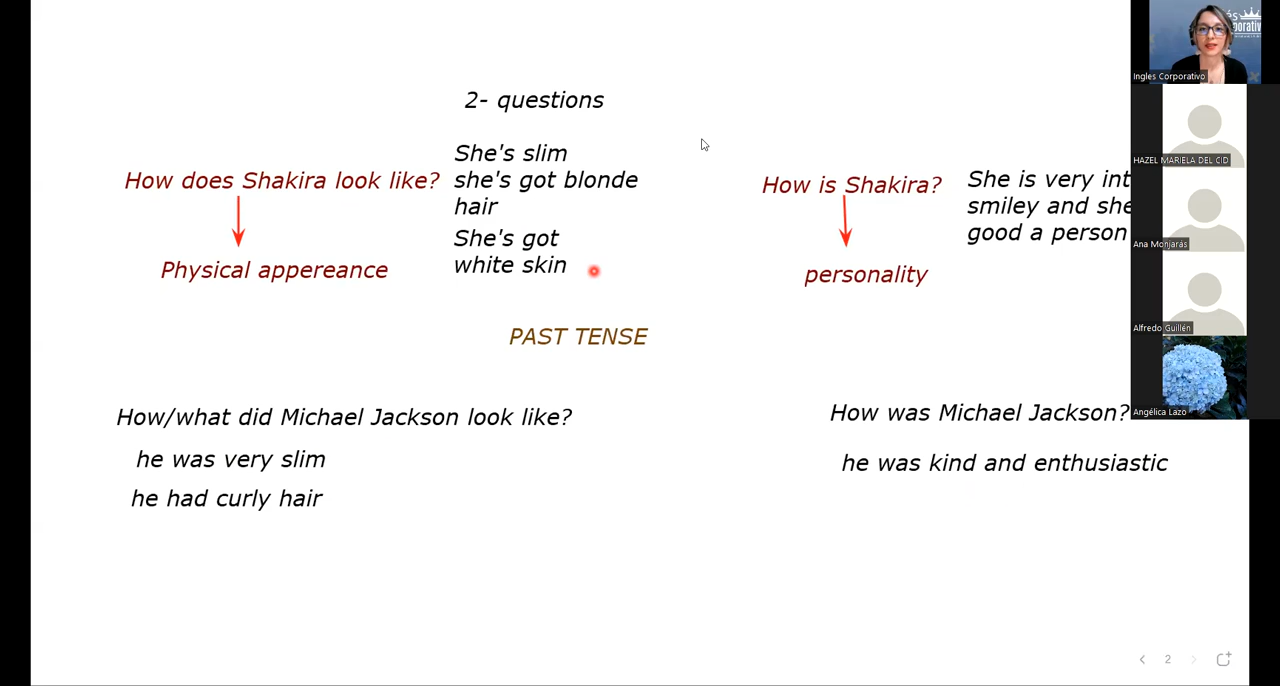 2- questions
How does Shakira look like?
She's slim
she's got blonde
hair
She's got
white skin
Physical appereance
How is Shakira?
She is very int
smiley and she
good a person
personality
PAST TENSE
How/what did Michael Jackson look like?
he was very slim
he had curly hair
How was Michael Jackson?
he was kind and enthusiastic
Ingles Corporativo
HAZEL MARIELA DEL CID
Ana Monjarás
Alfredo Guillén
Angélica Lazo
2